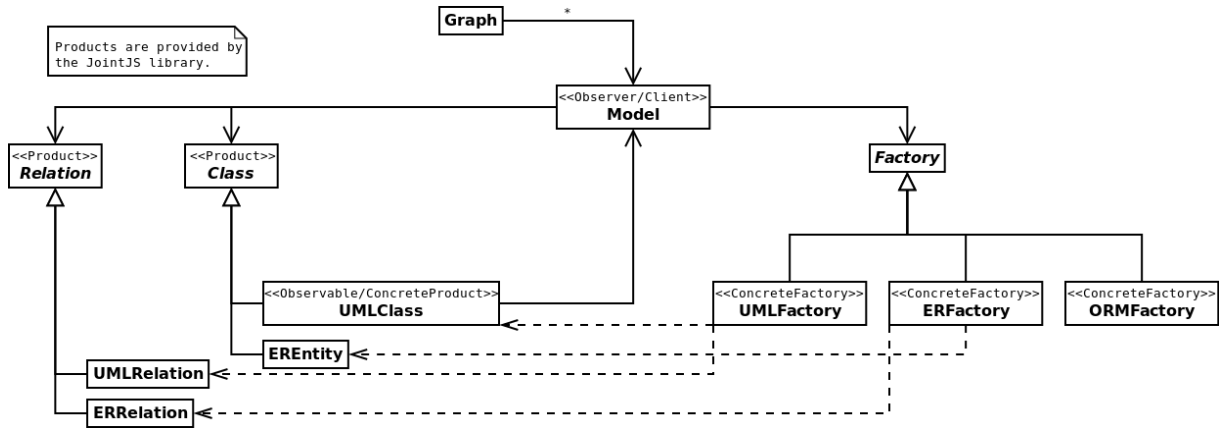 Graph
*
Products are provided by
the JointJS library.
<<Observer/Client>>
Model
<<Product>>
Relation
<<Product>>
Class
Factory
<<Observable/ConcreteProduct>>
UMLClass
<<ConcreteFactory>>
UMLFactory
<<ConcreteFactory>>
ERFactory
<<ConcreteFactory>>
ORMFactory
EREntity
UMLRelation
ERRelation